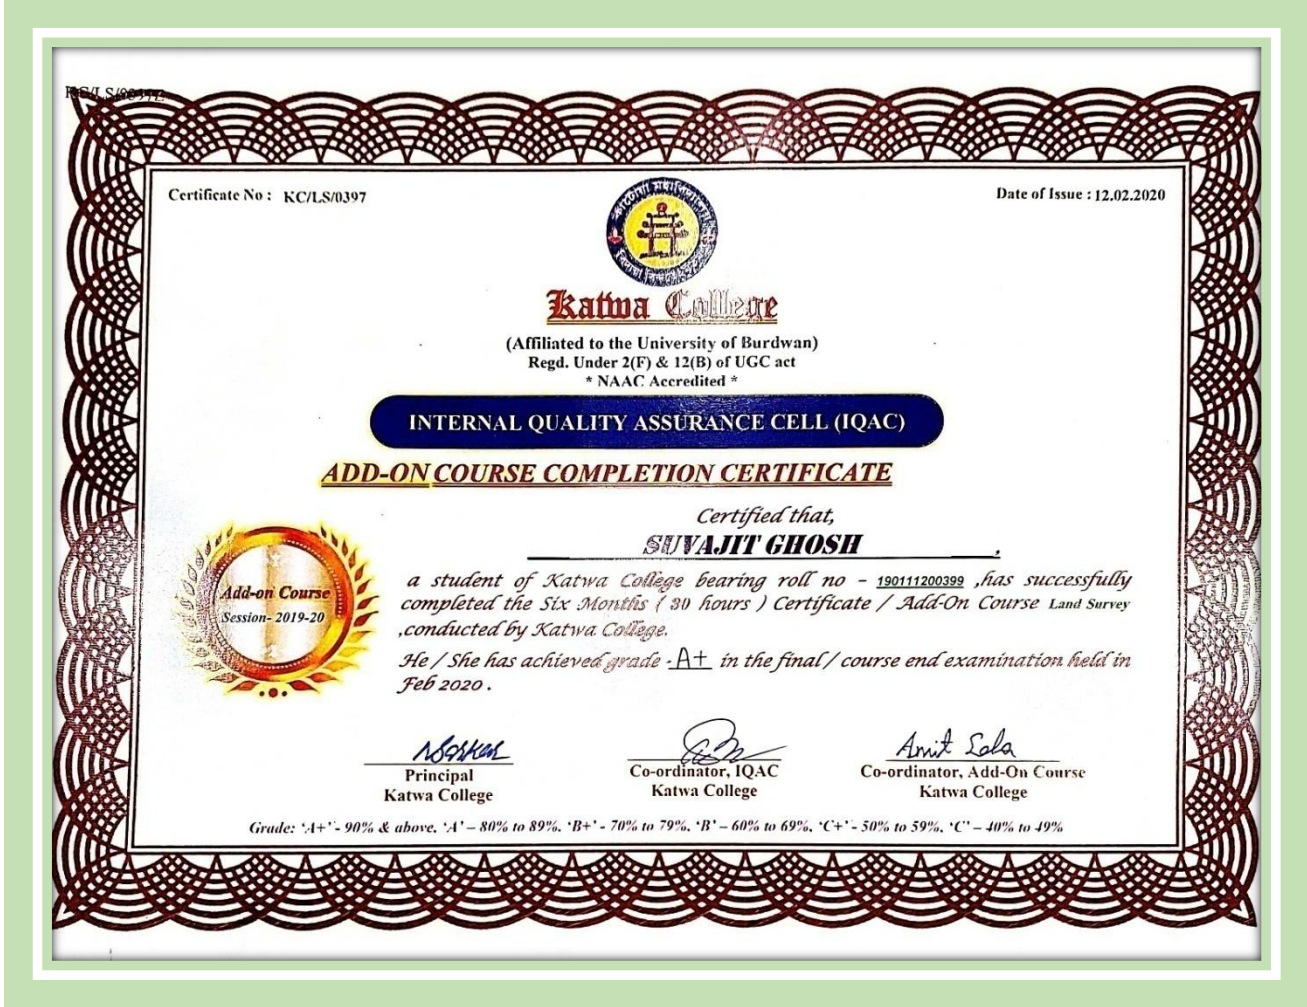 Certificate No : KC/LS/0397
Date of Issue : 12.02.2020
Katwa College
(Affiliated to the University of Burdwan)
Regd. Under 2(F) & 12(B) of UGC act
* NAAC Accredited *
INTERNAL QUALITY ASSURANCE CELL (IQAC)
ADD-ON COURSE COMPLETION CERTIFICATE
Certified that,
SUVAJIT GHOSH ,
Add-on Course
Session- 2019-20
a student of Katwa College bearing roll no – 190111200399 ,has successfully
completed the Six Months ( 30 hours ) Certificate / Add-On Course Land Survey
,conducted by Katwa College.
He / She has achieved grade - A+ in the final / course end examination held in
Feb 2020 .
Principal
Katwa College
Co-ordinator, IQAC
Katwa College
Amit
Co-ordinator, Add-On Course
Katwa College
Grade: 'A+'- 90% & above, 'A' – 80% to 89%, 'B+' - 70% to 79%, 'B' – 60% to 69%, 'C+'- 50% to 59%, 'C' – 40% to 49%